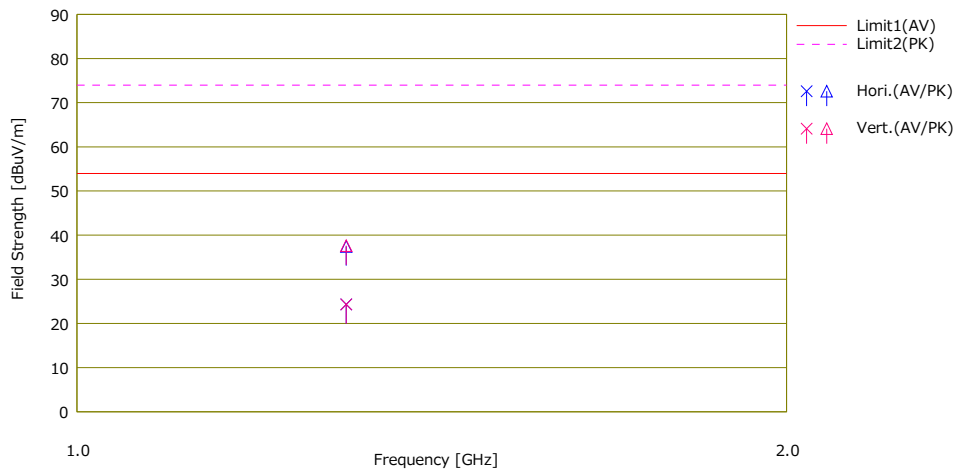 90
80
70
60
50
40
30
20
10
0
Field Strength [dBuV/m]
1.0
2.0
Frequency [GHz]
Limit1(AV)
Limit2(PK)
Hori.(AV/PK)
Vert.(AV/PK)